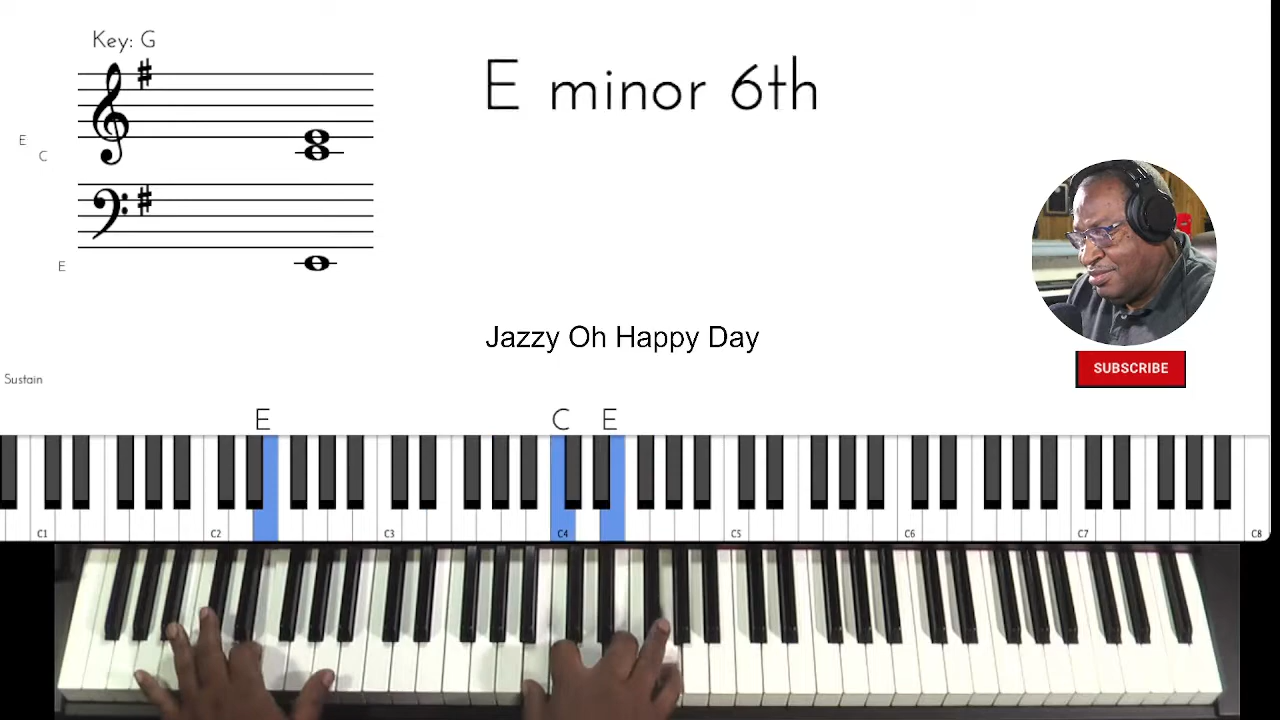 Key: G
E minor 6th
E
C
E
Jazzy Oh Happy Day
SUBSCRIBE
Sustain
E C E
C1 C2 C3 C4 C5 C6 C7 C8